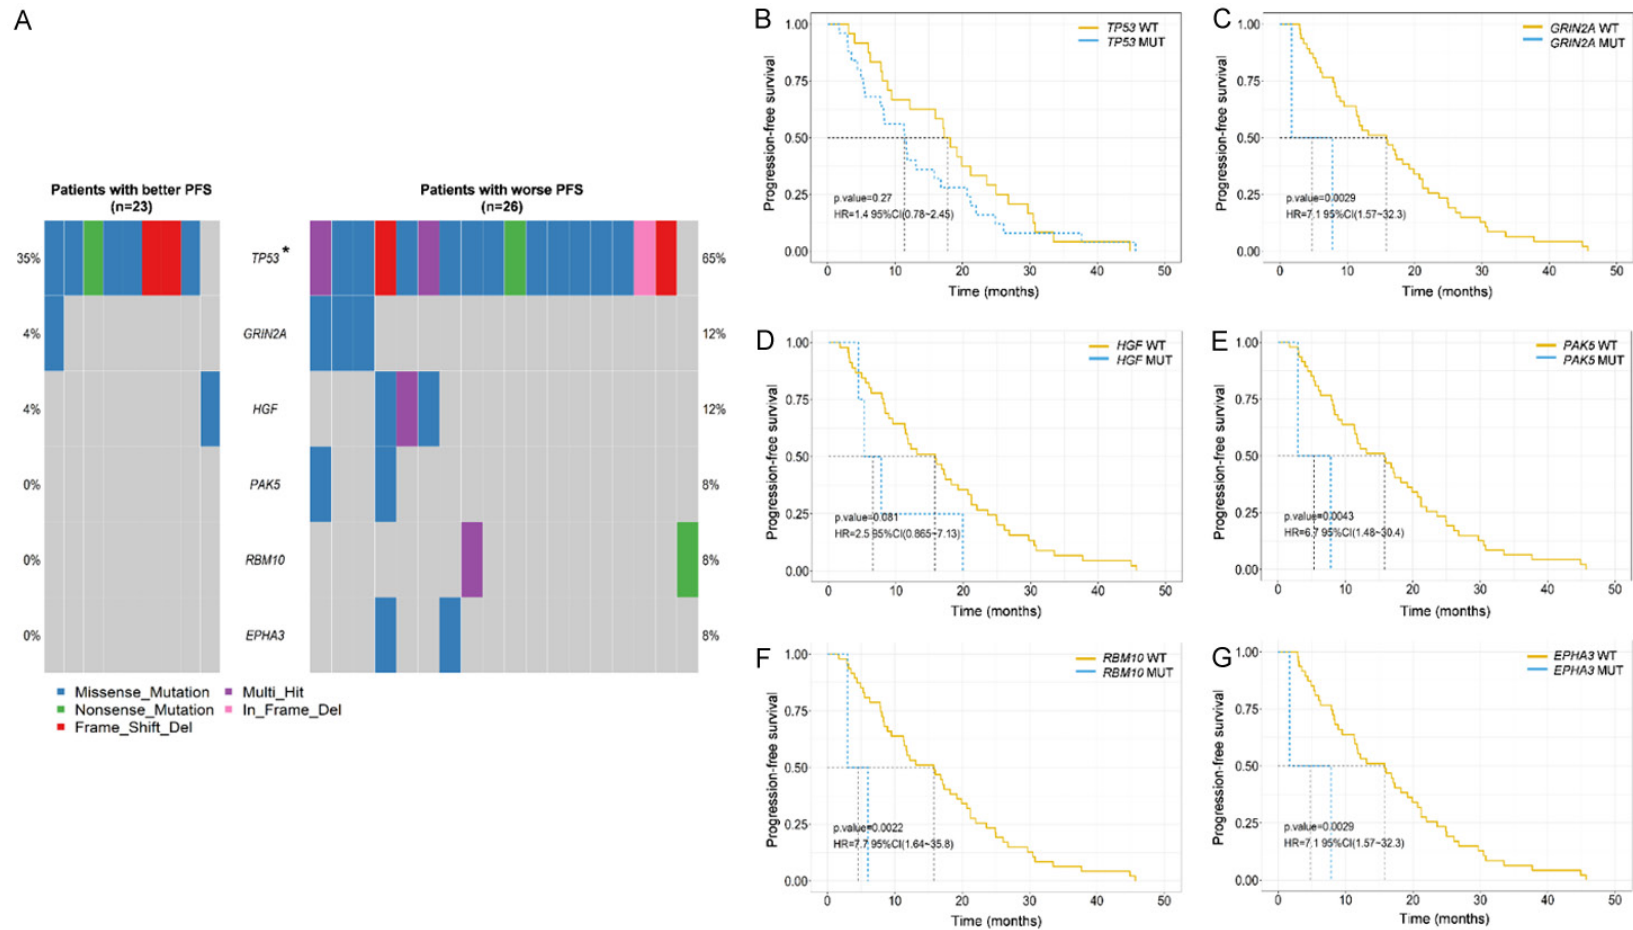 A
Patients with better PFS
(n=23)
Patients with worse PFS
(n=26)
35% TP53 * 65%
4% GRIN2A 12%
4% HGF 12%
0% PAK5 8%
0% RBM10 8%
0% EPHA3 8%
Missense_Mutation Multi_Hit
Nonsense_Mutation In_Frame_Del
Frame_Shift_Del
B
TP53 WT
TP53 MUT
Progression-free survival
1.00
0.75
0.50
0.25
0.00
p.value=0.27
HR=1.4 95%CI(0.78~2.45)
0 10 20 30 40 50
Time (months)
C
GRIN2A WT
GRIN2A MUT
Progression-free survival
1.00
0.75
0.50
0.25
0.00
p.value=0.0029
HR=7.1 95%CI(1.57~32.3)
0 10 20 30 40 50
Time (months)
D
HGF WT
HGF MUT
Progression-free survival
1.00
0.75
0.50
0.25
0.00
p.value=0.081
HR=2.5 95%CI(0.865~7.13)
0 10 20 30 40 50
Time (months)
E
PAK5 WT
PAK5 MUT
Progression-free survival
1.00
0.75
0.50
0.25
0.00
p.value=0.0043
HR=6.7 95%CI(1.48~30.4)
0 10 20 30 40 50
Time (months)
F
RBM10 WT
RBM10 MUT
Progression-free survival
1.00
0.75
0.50
0.25
0.00
p.value=0.0022
HR=7.7 95%CI(1.64~35.8)
0 10 20 30 40 50
Time (months)
G
EPHA3 WT
EPHA3 MUT
Progression-free survival
1.00
0.75
0.50
0.25
0.00
p.value=0.0029
HR=7.1 95%CI(1.57~32.3)
0 10 20 30 40 50
Time (months)